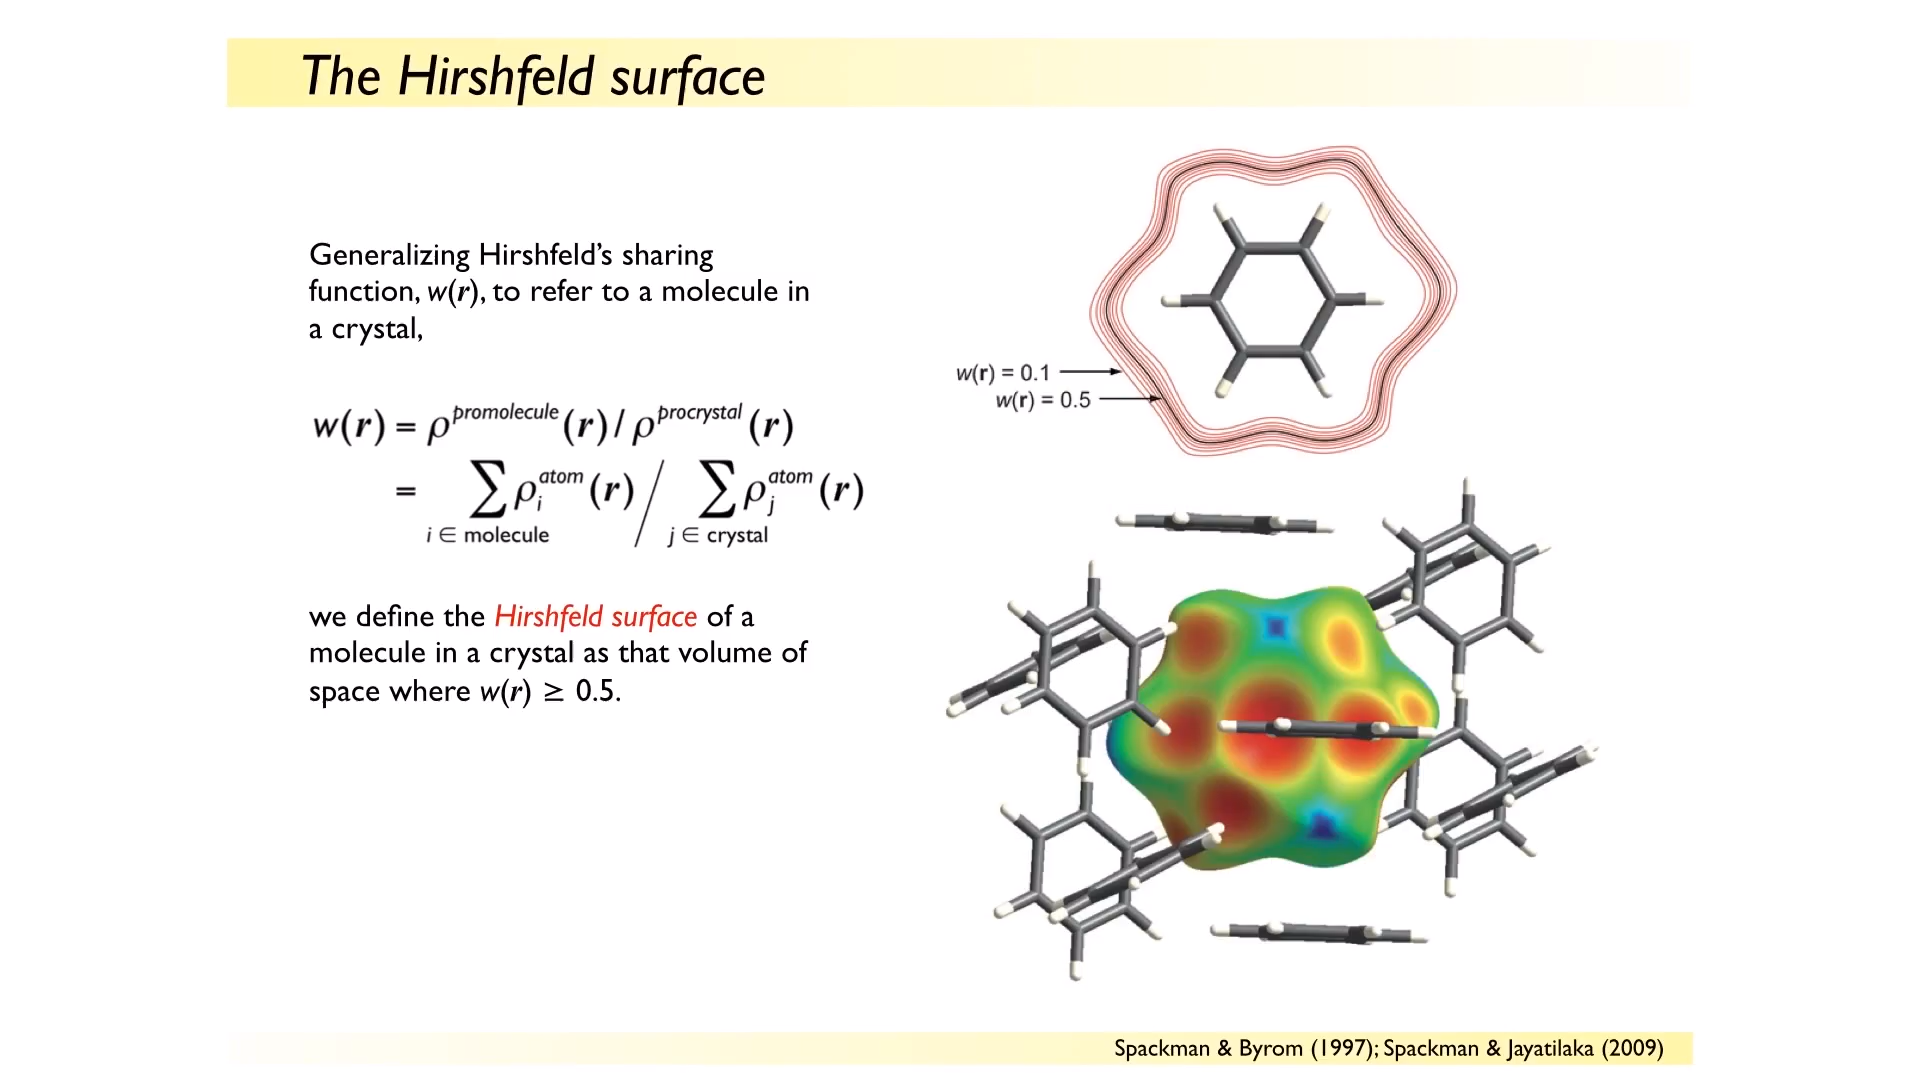 The Hirshfeld surface
Generalizing Hirshfeld’s sharing
function, w(r), to refer to a molecule in
a crystal,
w(r) = ρ^promolecule (r) / ρ^procrystal (r)
= ∑ ρ_i^atom (r) / ∑ ρ_j^atom (r)
i ∈ molecule j ∈ crystal
we define the Hirshfeld surface of a
molecule in a crystal as that volume of
space where w(r) ≥ 0.5.
w(r) = 0.1
w(r) = 0.5
Spackman & Byrom (1997); Spackman & Jayatilaka (2009)